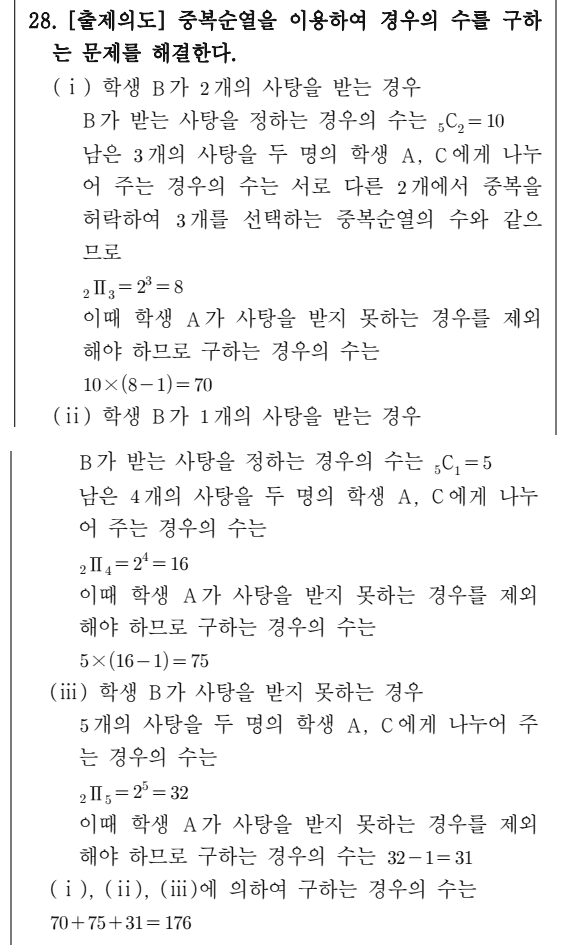 28. [출제의도] 중복순열을 이용하여 경우의 수를 구하
는 문제를 해결한다.
(ⅰ) 학생 B가 2개의 사탕을 받는 경우
B가 받는 사탕을 정하는 경우의 수는 ₅C₂=10
남은 3개의 사탕을 두 명의 학생 A, C에게 나누
어 주는 경우의 수는 서로 다른 2개에서 중복을
허락하여 3개를 선택하는 중복순열의 수와 같으
므로
₂Π₃=2³=8
이때 학생 A가 사탕을 받지 못하는 경우를 제외
해야 하므로 구하는 경우의 수는
10×(8-1)=70
(ⅱ) 학생 B가 1개의 사탕을 받는 경우
B가 받는 사탕을 정하는 경우의 수는 ₅C₁=5
남은 4개의 사탕을 두 명의 학생 A, C에게 나누
어 주는 경우의 수는
₂Π₄=2⁴=16
이때 학생 A가 사탕을 받지 못하는 경우를 제외
해야 하므로 구하는 경우의 수는
5×(16-1)=75
(ⅲ) 학생 B가 사탕을 받지 못하는 경우
5개의 사탕을 두 명의 학생 A, C에게 나누어 주
는 경우의 수는
₂Π₅=2⁵=32
이때 학생 A가 사탕을 받지 못하는 경우를 제외
해야 하므로 구하는 경우의 수는 32-1=31
(ⅰ), (ⅱ), (ⅲ)에 의하여 구하는 경우의 수는
70+75+31=176